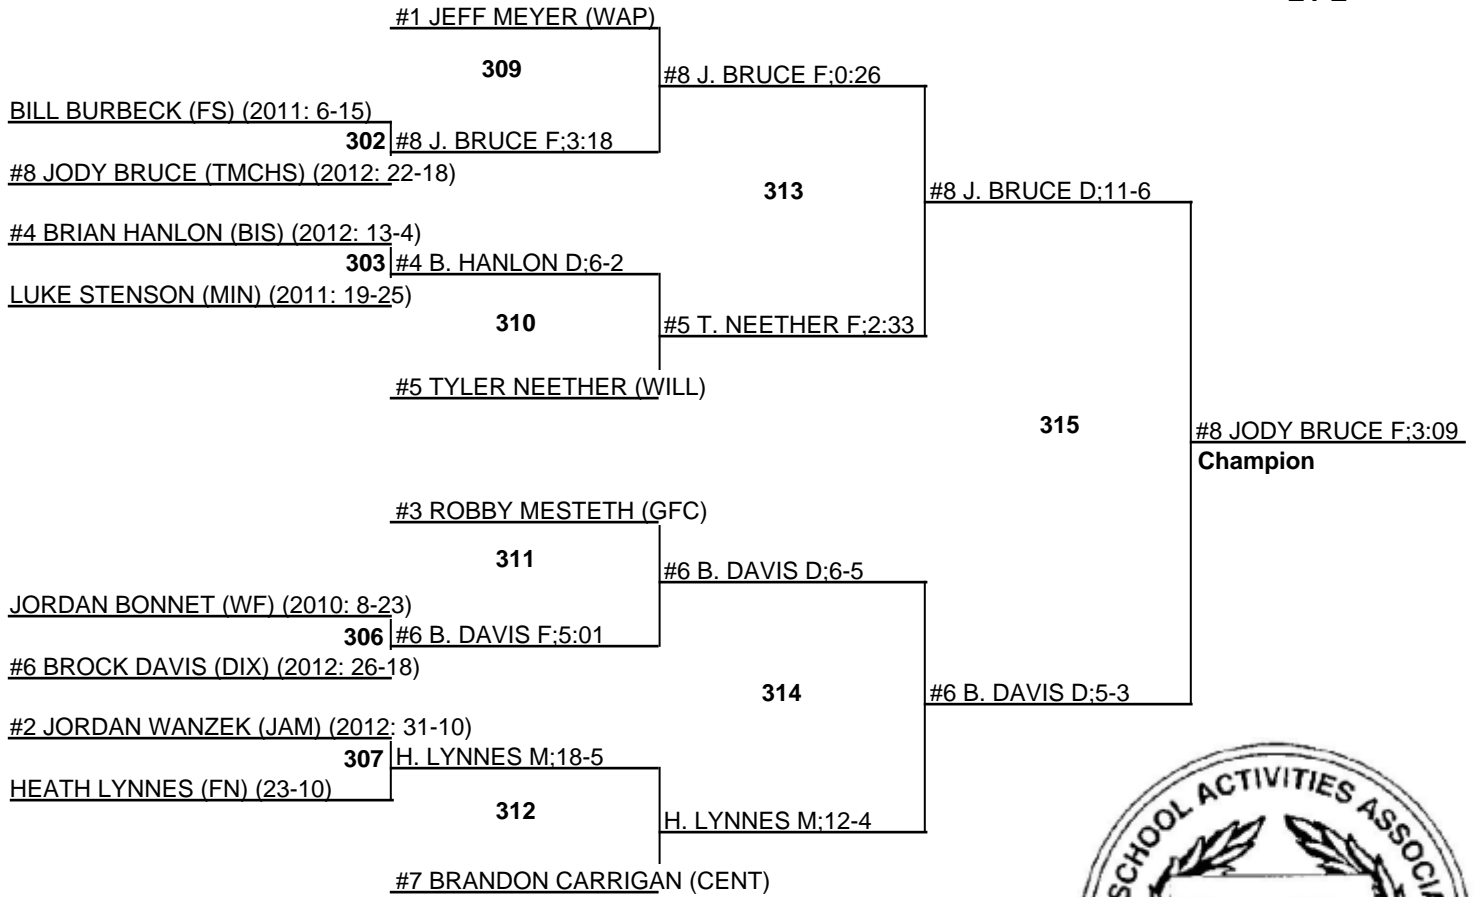 #1 JEFF MEYER (WAP)
309
#8 J. BRUCE F;0:26
BILL BURBECK (FS) (2011: 6-15)
302 #8 J. BRUCE F;3:18
#8 JODY BRUCE (TMCHS) (2012: 22-18)
313
#8 J. BRUCE D;11-6
#4 BRIAN HANLON (BIS) (2012: 13-4)
303 #4 B. HANLON D;6-2
LUKE STENSON (MIN) (2011: 19-25)
310
#5 T. NEETHER F;2:33
#5 TYLER NEETHER (WILL)
315
#8 JODY BRUCE F;3:09
Champion
#3 ROBBY MESTETH (GFC)
311
#6 B. DAVIS D;6-5
JORDAN BONNET (WF) (2010: 8-23)
306 #6 B. DAVIS F;5:01
#6 BROCK DAVIS (DIX) (2012: 26-18)
314
#6 B. DAVIS D;5-3
#2 JORDAN WANZEK (JAM) (2012: 31-10)
307 H. LYNNES M;18-5
HEATH LYNNES (FN) (23-10)
312
H. LYNNES M;12-4
#7 BRANDON CARRIGAN (CENT)
SCHOOL ACTIVITIES ASSOCIA